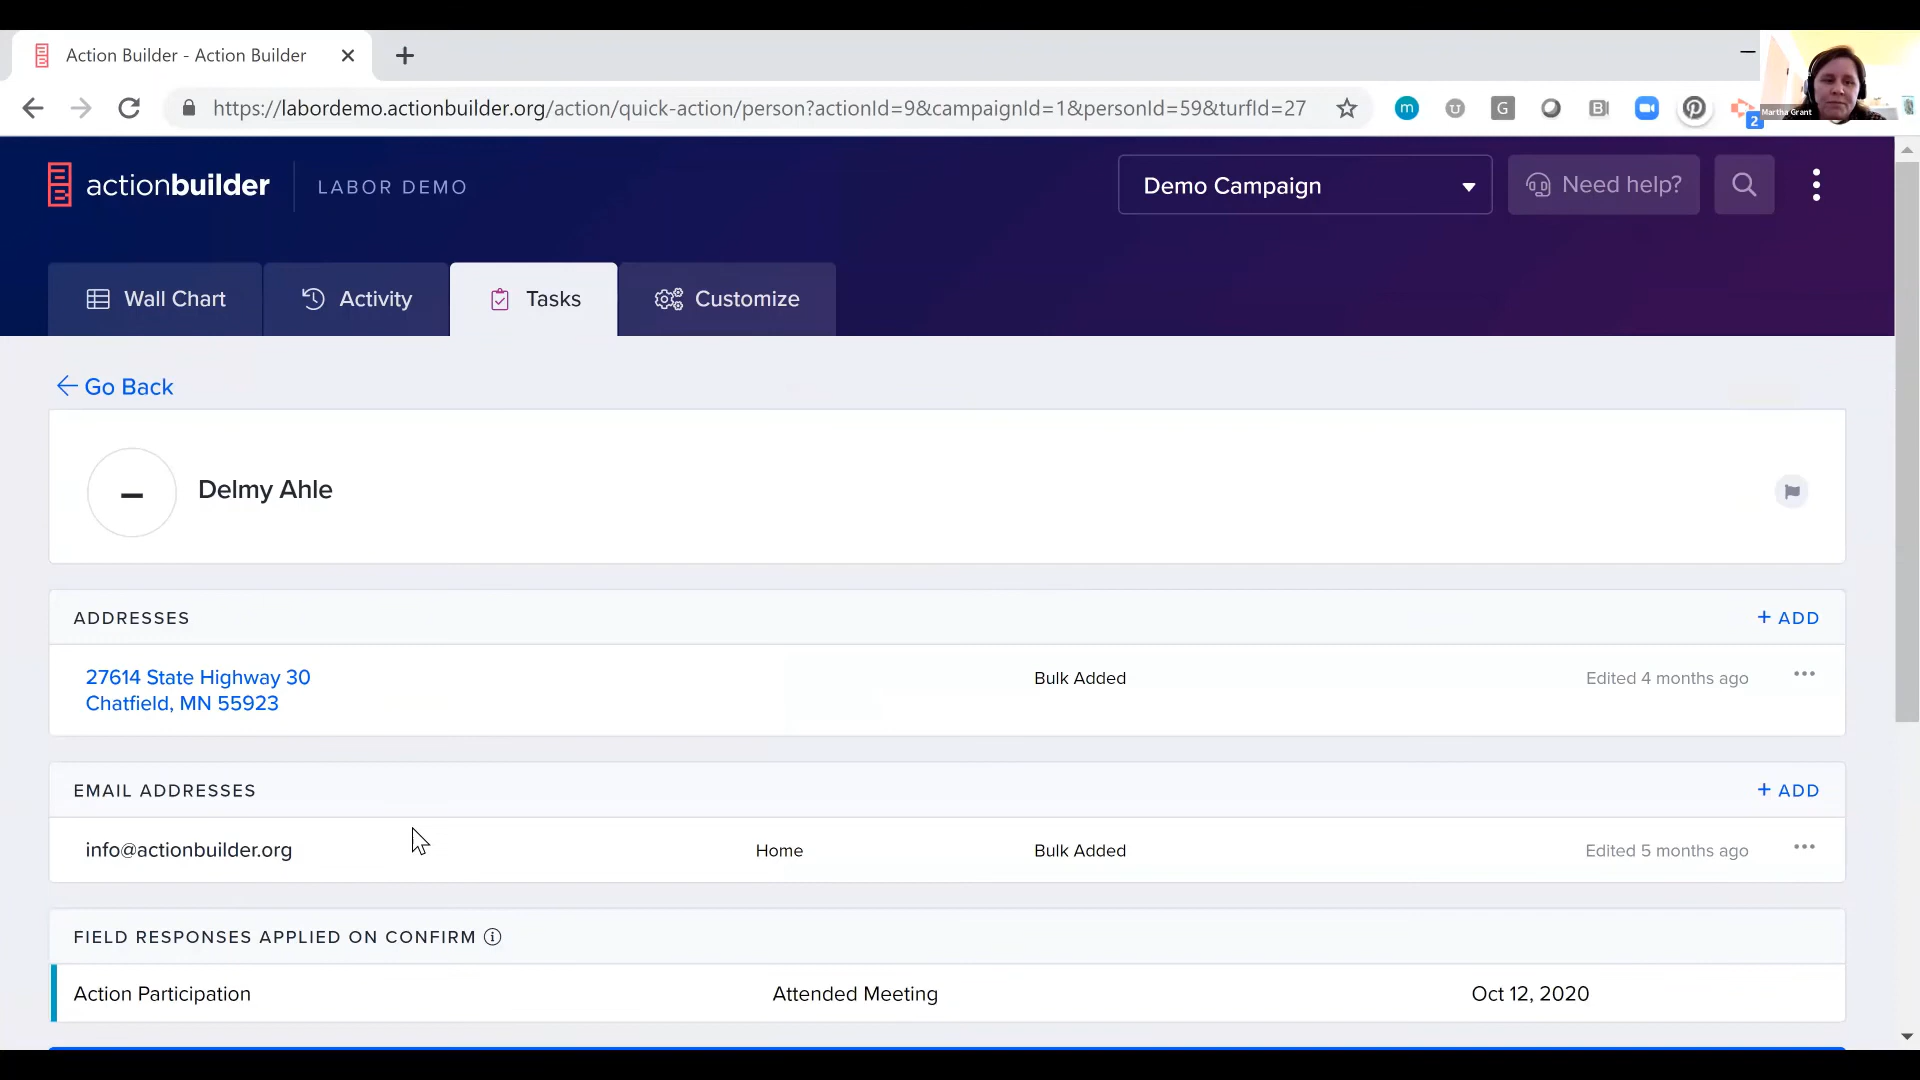 Action Builder - Action Builder
https://labordemo.actionbuilder.org/action/quick-action/person?actionId=9&campaignId=1&personId=59&turfId=27
m
G
B|
2
Martha Grant
actionbuilder
LABOR DEMO
Demo Campaign
Need help?
Wall Chart
Activity
Tasks
Customize
Go Back
Delmy Ahle
ADDRESSES
+ ADD
27614 State Highway 30
Chatfield, MN 55923
Bulk Added
Edited 4 months ago
EMAIL ADDRESSES
+ ADD
info@actionbuilder.org
Home
Bulk Added
Edited 5 months ago
FIELD RESPONSES APPLIED ON CONFIRM
Action Participation
Attended Meeting
Oct 12, 2020